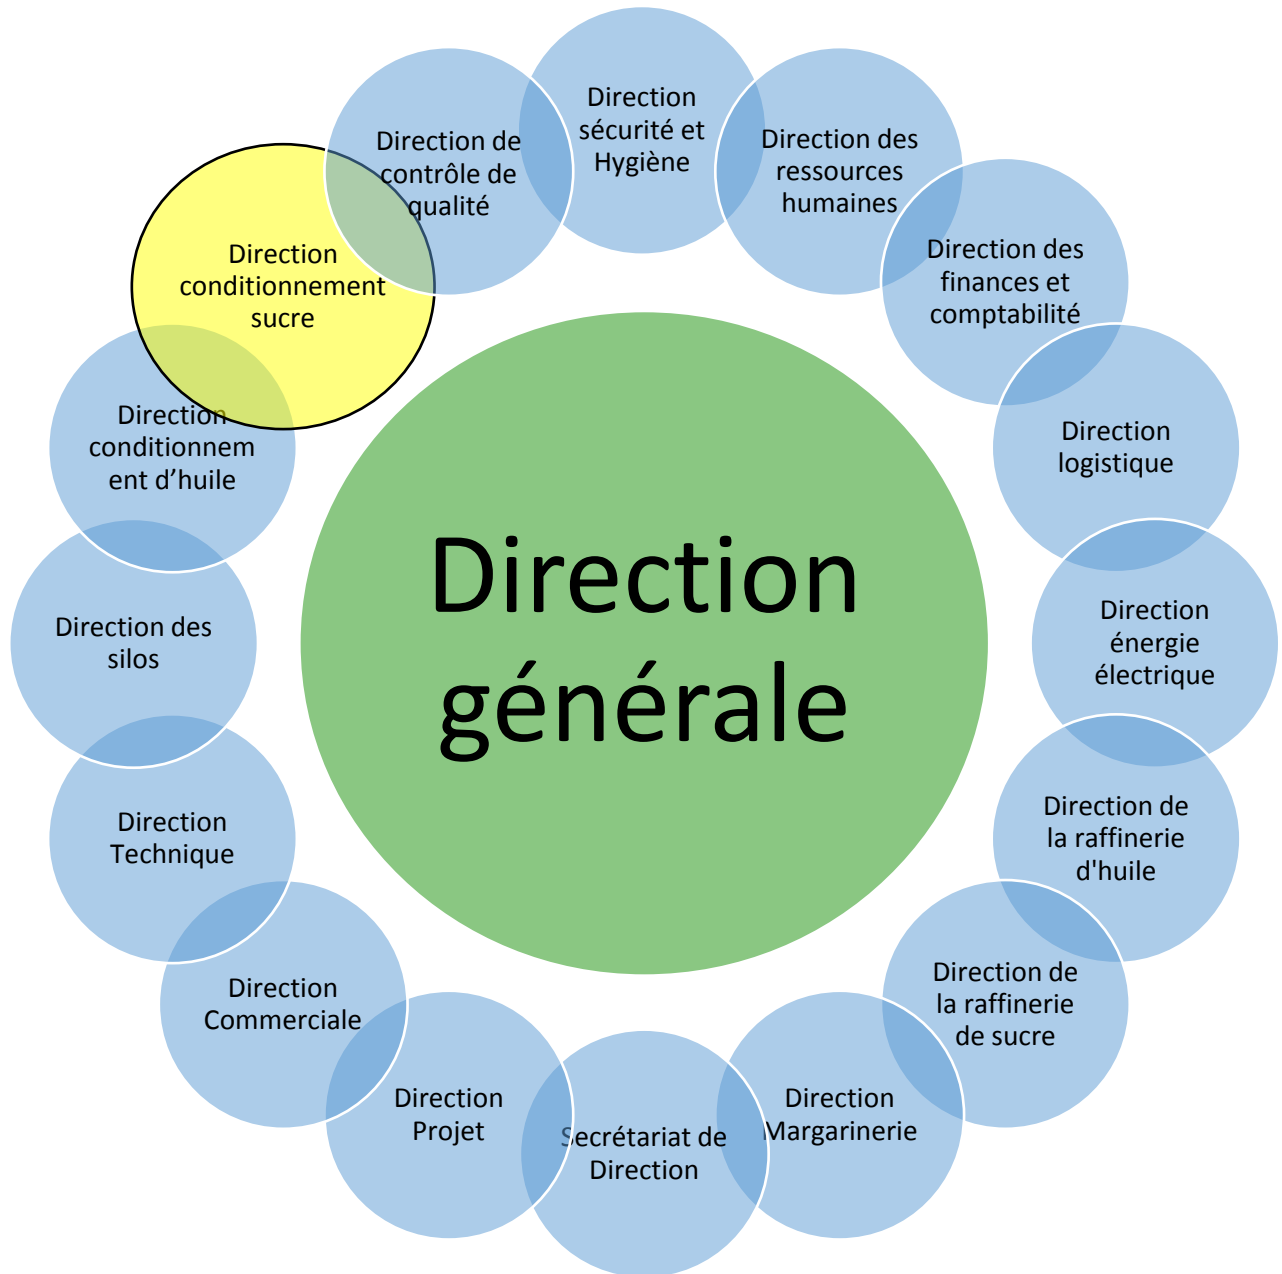 Direction
sécurité et
Hygiène
Direction des
ressources
humaines
Direction des
finances et
comptabilité
Direction
logistique
Direction
énergie
électrique
Direction de
la raffinerie
d'huile
Direction de
la raffinerie
de sucre
Direction
Margarinerie
Secrétariat de
Direction
Direction
Projet
Direction
Commerciale
Direction
Technique
Direction des
silos
Direction
conditionnem
ent d’huile
Direction
conditionnement
sucre
Direction de
contrôle de
qualité
Direction
générale